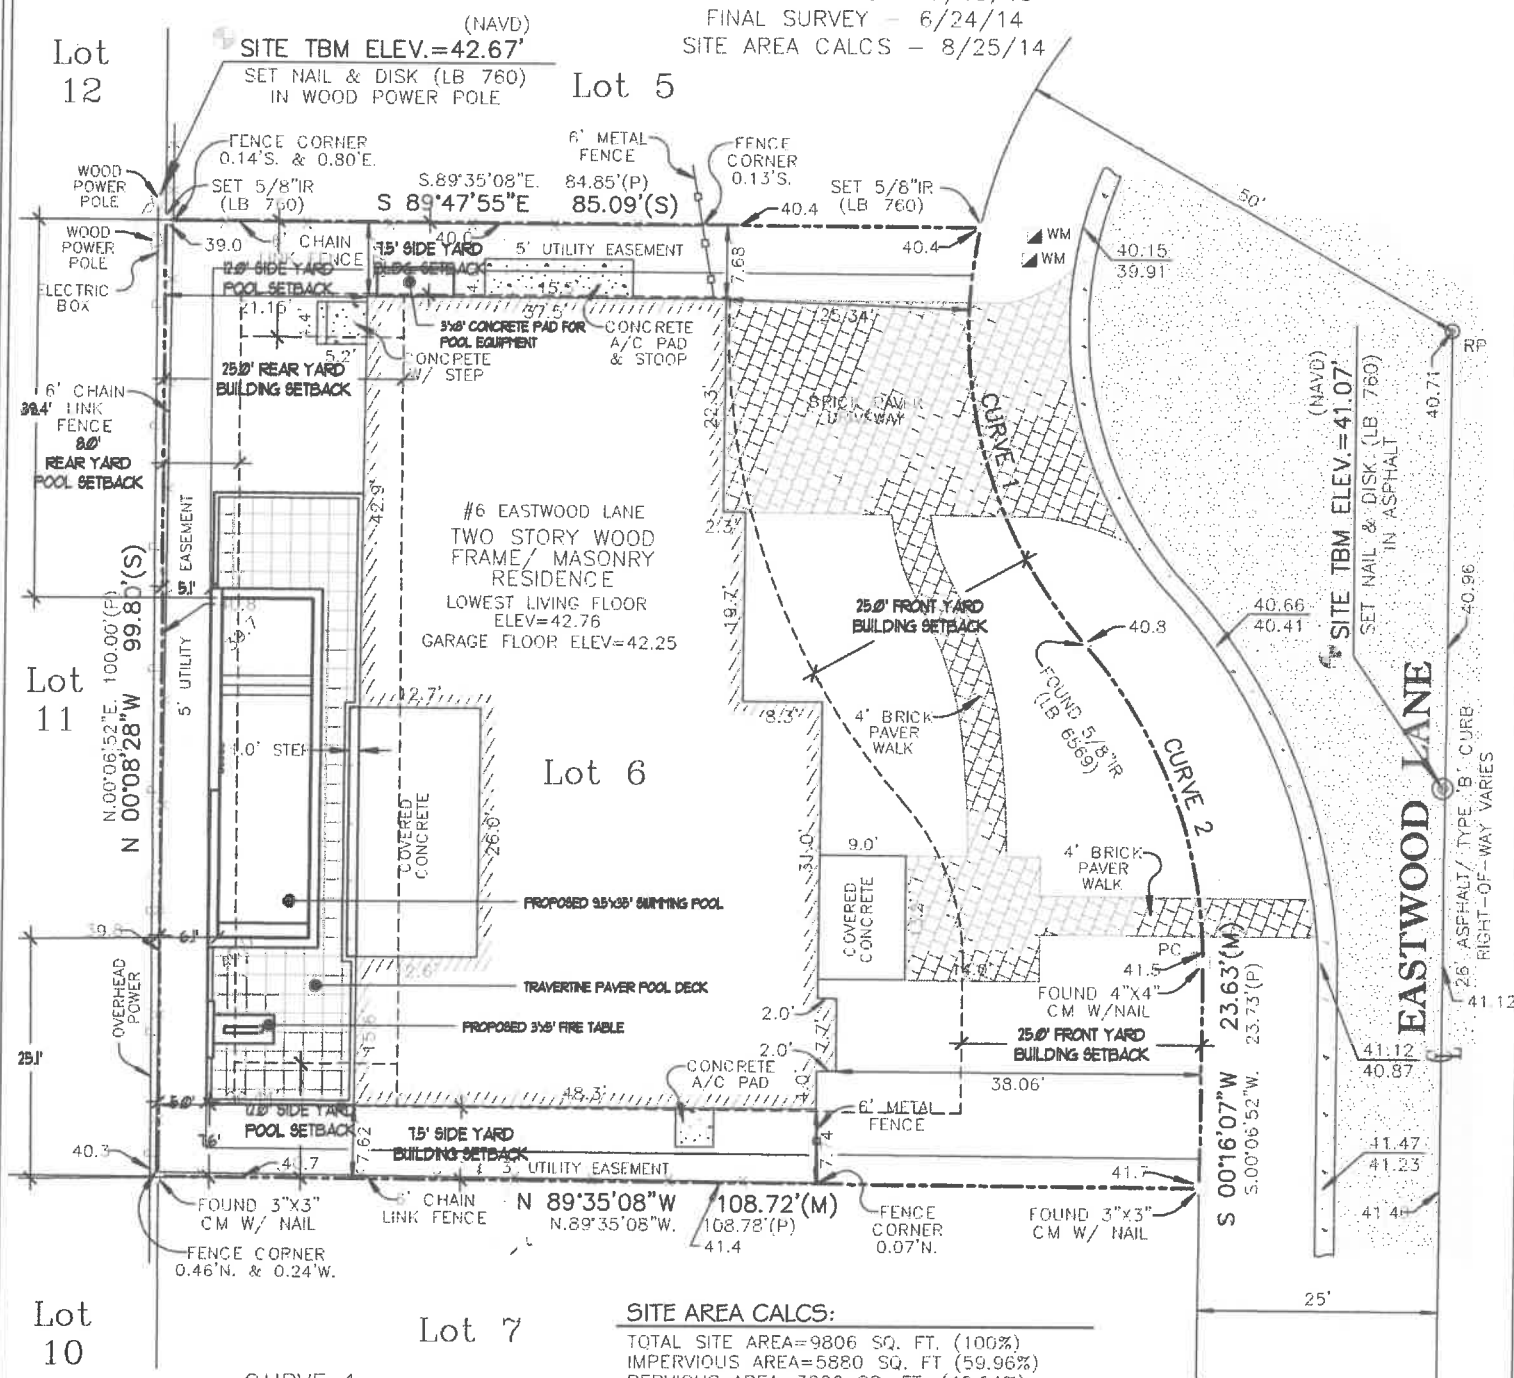 FINAL SURVEY - 6/24/14
SITE AREA CALCS - 8/25/14
(NAVD)
SITE TBM ELEV.=42.67'
SET NAIL & DISK (LB 760)
IN WOOD POWER POLE
Lot
12
Lot 5
FENCE CORNER
0.14'S. & 0.80'E.
6' METAL
FENCE
FENCE
CORNER
0.13'S.
WOOD
POWER
POLE
SET 5/8"IR
(LB 760)
S.89°35'08"E. 84.85'(P)
S 89°47'55"E 85.09'(S)
SET 5/8"IR
(LB 760)
50'
40.4
40.4
WM
WM
40.15
39.91
WOOD
POWER
POLE
39.0
CHAIN
FENCE
7.5' SIDE YARD
BLDG SETBACK
5' UTILITY EASEMENT
7.68
12.0' SIDE YARD
POOL SETBACK
ELECTRIC
BOX
21.15'
15.5'
37.5'
3'x8' CONCRETE PAD FOR
POOL EQUIPMENT
CONCRETE
A/C PAD
& STOOP
25.34'
5.2'
CONCRETE
W/ STEP
25.0' REAR YARD
BUILDING SETBACK
RP
40.71
6' CHAIN
LINK
FENCE
39.4'
8.0'
REAR YARD
POOL SETBACK
22.3'
BRICK PAVER
DRIVEWAY
CURVE 1
(NAVD)
SITE TBM ELEV.=41.07'
SET NAIL & DISK (LB 760)
IN ASPHALT
42.9'
#6 EASTWOOD LANE
TWO STORY WOOD
FRAME/ MASONRY
RESIDENCE
LOWEST LIVING FLOOR
ELEV=42.76
GARAGE FLOOR ELEV=42.25
2.3'
19.7'
25.0' FRONT YARD
BUILDING SETBACK
40.8
40.66
40.41
40.96
5' UTILITY EASEMENT
5.1'
N.00°06'52"E. 100.00'(P)
N 00°08'28"W 99.80'(S)
Lot
11
12.7'
8.3'
4' BRICK
PAVER
WALK
FOUND 5/8"IR
(LB 6569)
CURVE 2
Lot 6
COVERED
CONCRETE
26.0'
31.0'
9.0'
COVERED
CONCRETE
4' BRICK
PAVER
WALK
EASTWOOD LANE
26' ASPHALT/ TYPE 'B' CURB
RIGHT-OF-WAY VARIES
PROPOSED 9.5'x35' SWIMMING POOL
39.8
6.1'
PC
41.5
FOUND 4"X4"
CM W/NAIL
OVERHEAD
POWER
TRAVERTINE PAVER POOL DECK
PROPOSED 3'x5' FIRE TABLE
2.0'
2.0'
25.0' FRONT YARD
BUILDING SETBACK
S 00°16'07"W 23.63'(M)
S.00°06'52"W. 23.73'(P)
41.12
41.12
40.87
25.1'
CONCRETE
A/C PAD
38.06'
5.0'
48.3'
6' METAL
FENCE
12.0' SIDE YARD
POOL SETBACK
7.5' SIDE YARD
BUILDING SETBACK
7.6'
7.62
7.74
41.47
41.23
40.3
UTILITY EASEMENT
41.7
FOUND 3"X3"
CM W/ NAIL
6' CHAIN
LINK FENCE
N 89°35'08"W 108.72'(M)
N.89°35'08"W. 108.78'(P)
41.4
FENCE
CORNER
0.07'N.
FOUND 3"X3"
CM W/ NAIL
FENCE CORNER
0.46'N. & 0.24'W.
25'
Lot
10
Lot 7
SITE AREA CALCS:
TOTAL SITE AREA=9806 SQ. FT. (100%)
IMPERVIOUS AREA=5880 SQ. FT. (59.96%)